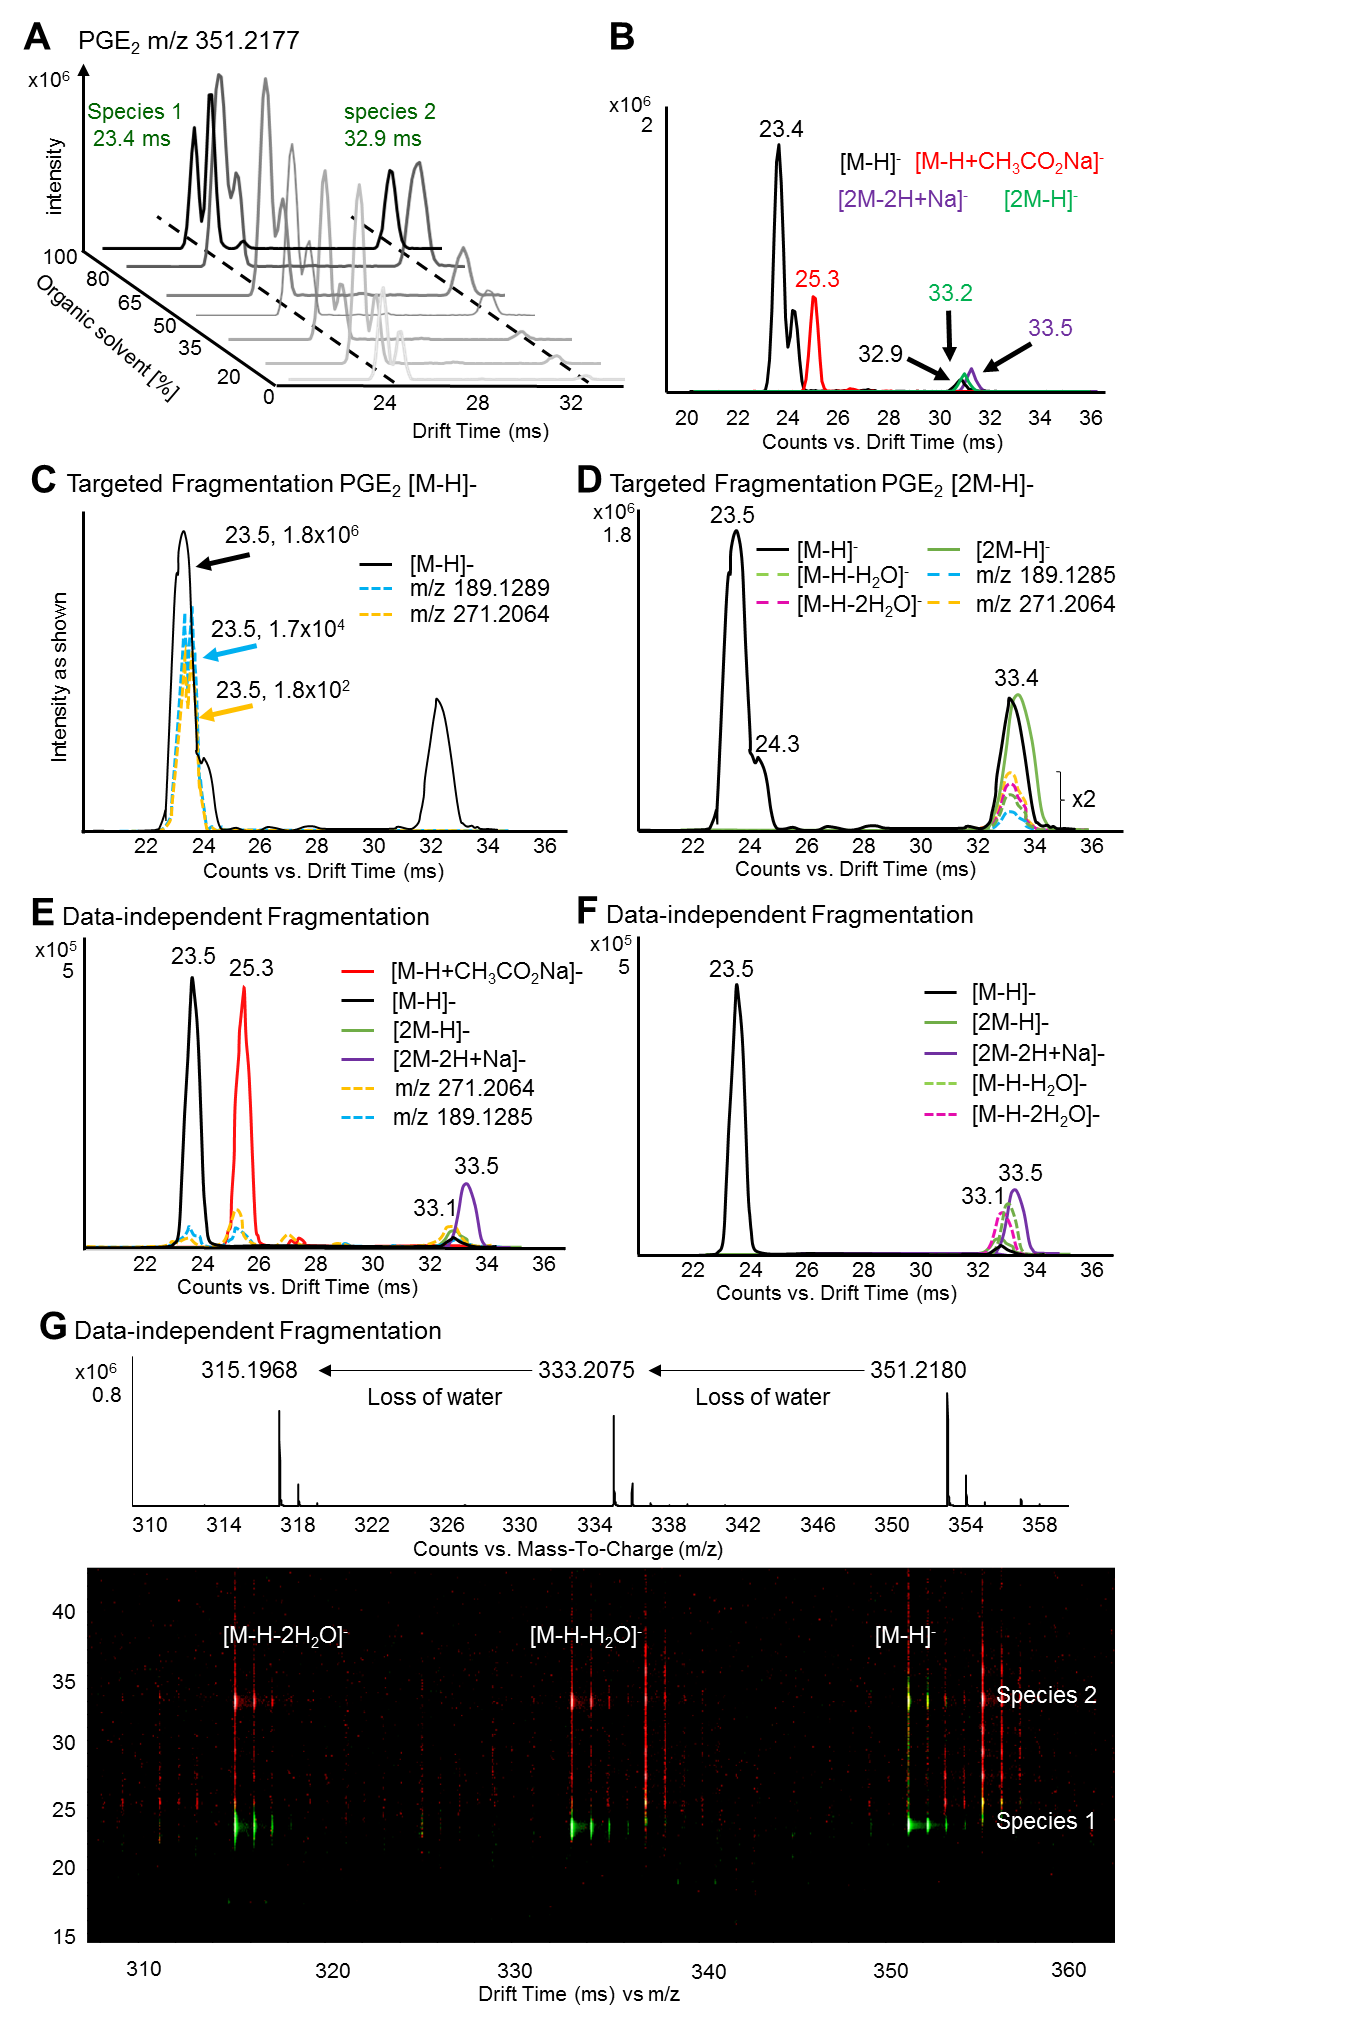 A PGE₂ m/z 351.2177
x10⁶
intensity
Species 1
23.4 ms
species 2
32.9 ms
100
80
65
50
35
20
0
Organic solvent [%]
24 28 32
Drift Time (ms)
B
x10⁶
2
23.4
[M-H]⁻ [M-H+CH₃CO₂Na]⁻
[2M-2H+Na]⁻ [2M-H]⁻
25.3
33.2
33.5
32.9
20 22 24 26 28 30 32 34 36
Counts vs. Drift Time (ms)
C Targeted Fragmentation PGE₂ [M-H]-
Intensity as shown
23.5, 1.8x10⁶
23.5, 1.7x10⁴
23.5, 1.8x10²
[M-H]-
m/z 189.1289
m/z 271.2064
22 24 26 28 30 32 34 36
Counts vs. Drift Time (ms)
D Targeted Fragmentation PGE₂ [2M-H]-
x10⁶
1.8
23.5
[M-H]⁻ [2M-H]⁻
[M-H-H₂O]⁻ m/z 189.1285
[M-H-2H₂O]⁻ m/z 271.2064
24.3
33.4
x2
22 24 26 28 30 32 34 36
Counts vs. Drift Time (ms)
E Data-independent Fragmentation
x10⁵
5
23.5
25.3
[M-H+CH₃CO₂Na]-
[M-H]-
[2M-H]-
[2M-2H+Na]-
m/z 271.2064
m/z 189.1285
33.5
33.1
22 24 26 28 30 32 34 36
Counts vs. Drift Time (ms)
F Data-independent Fragmentation
x10⁵
5
23.5
[M-H]-
[2M-H]-
[2M-2H+Na]-
[M-H-H₂O]-
[M-H-2H₂O]-
33.5
33.1
22 24 26 28 30 32 34 36
Counts vs. Drift Time (ms)
G Data-independent Fragmentation
x10⁶
0.8
315.1968 333.2075 351.2180
Loss of water Loss of water
310 314 318 322 326 330 334 338 342 346 350 354 358
Counts vs. Mass-To-Charge (m/z)
40
35
30
25
20
15
[M-H-2H₂O]⁻ [M-H-H₂O]⁻ [M-H]⁻
Species 2
Species 1
310 320 330 340 350 360
Drift Time (ms) vs m/z